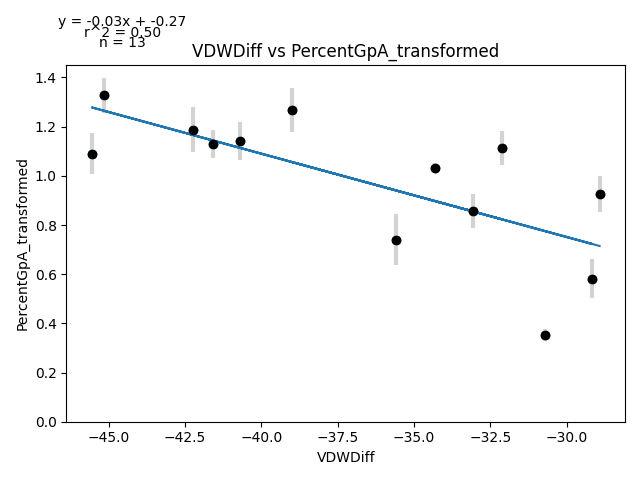 y = -0.03x + -0.27
r^2 = 0.50
n = 13
VDWDiff vs PercentGpA_transformed
PercentGpA_transformed
1.4
1.2
1.0
0.8
0.6
0.4
0.2
0.0
−45.0 −42.5 −40.0 −37.5 −35.0 −32.5 −30.0
VDWDiff